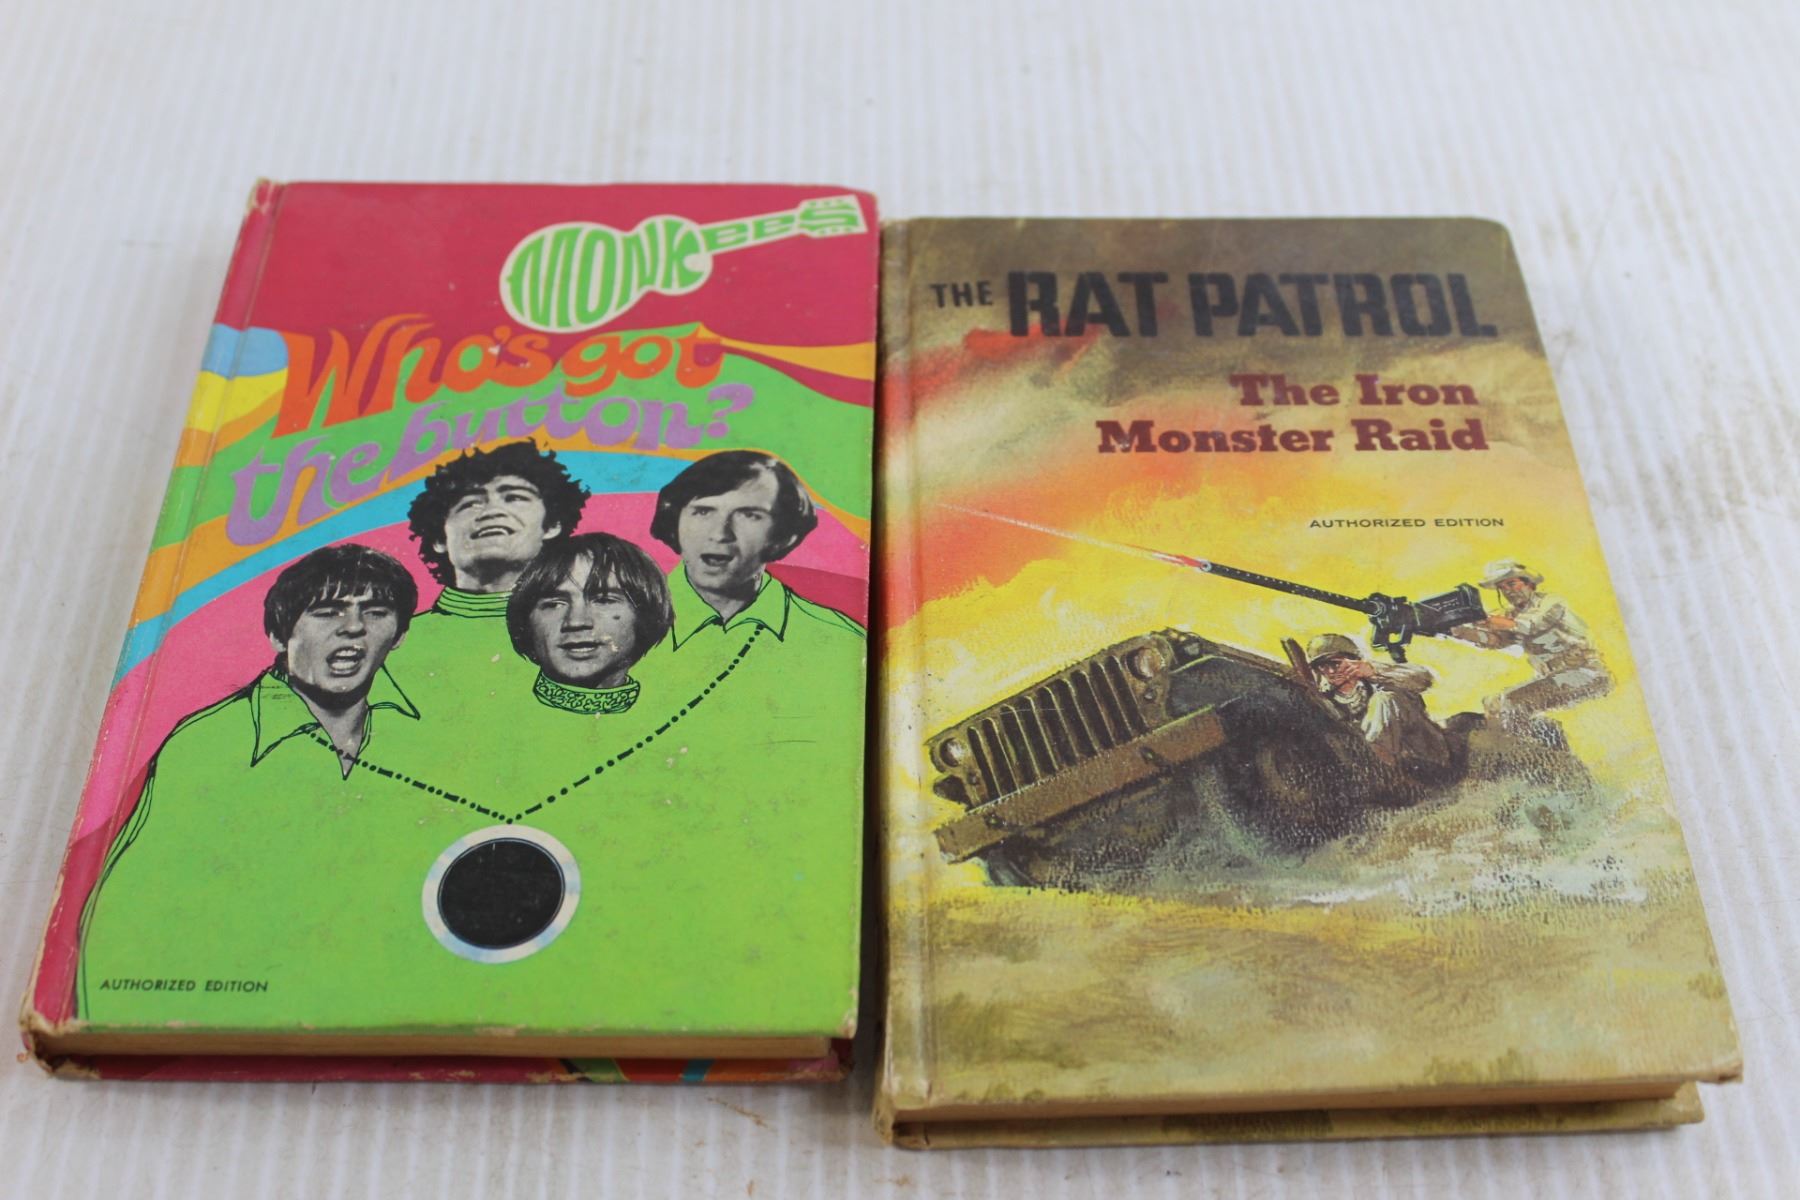 MONKEES
Who's got
the button?
AUTHORIZED EDITION
THE RAT PATROL
The Iron
Monster Raid
AUTHORIZED EDITION